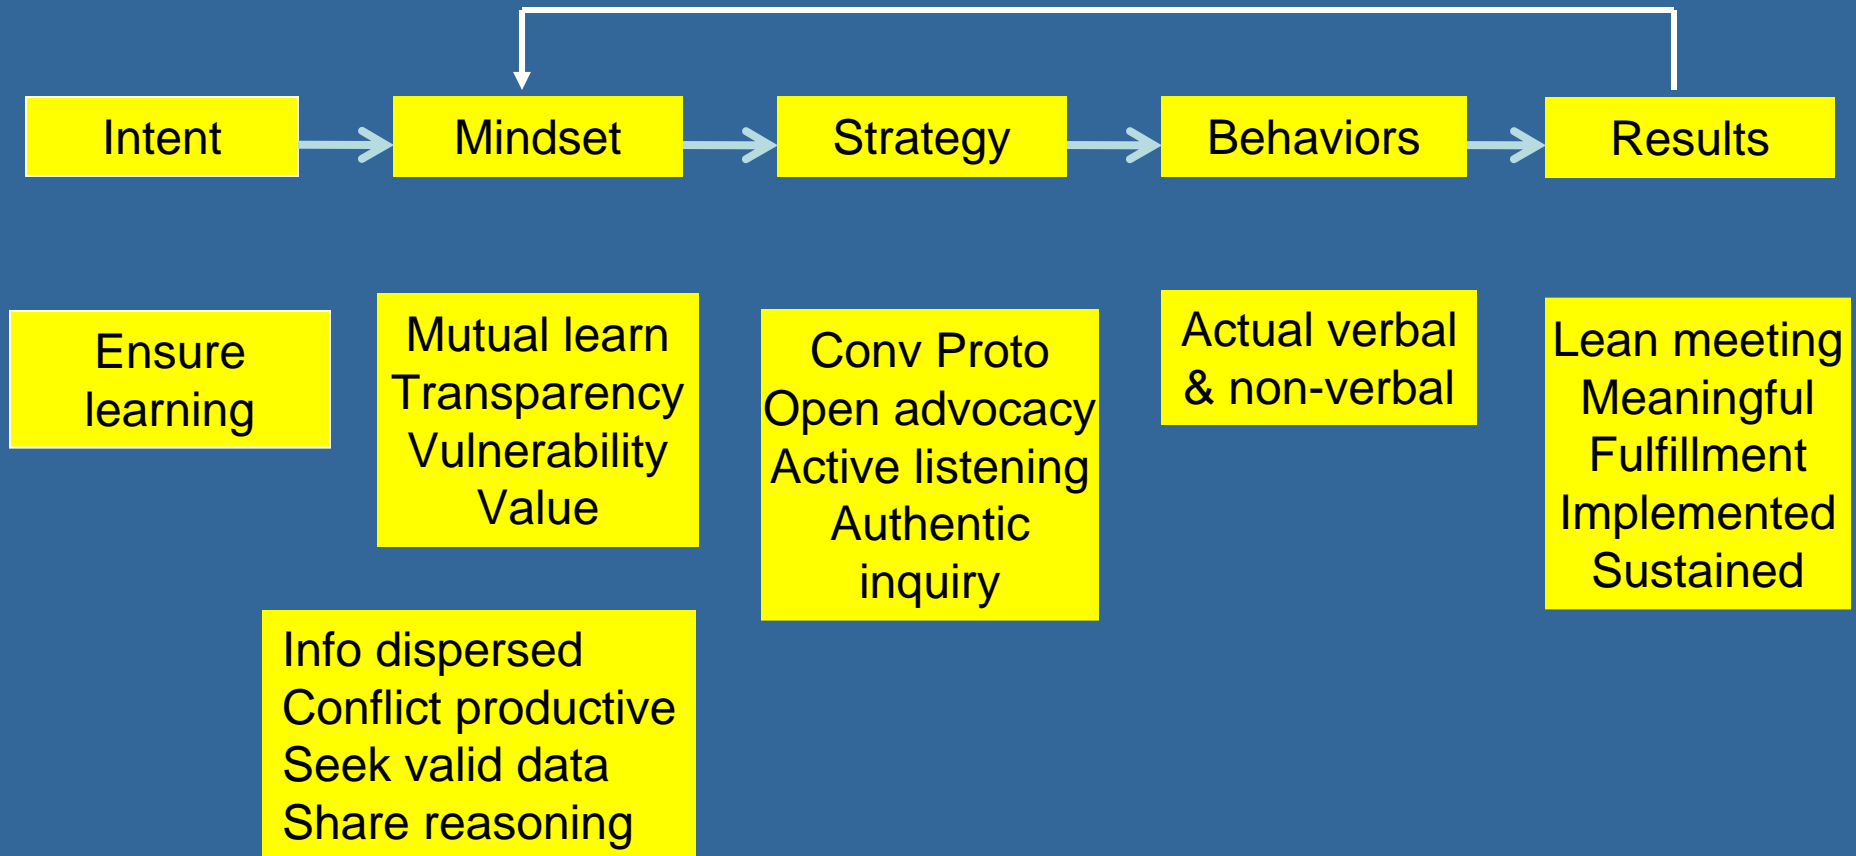 Intent
Mindset
Strategy
Behaviors
Results
Ensure
learning
Mutual learn
Transparency
Vulnerability
Value
Conv Proto
Open advocacy
Active listening
Authentic
inquiry
Actual verbal
& non-verbal
Lean meeting
Meaningful
Fulfillment
Implemented
Sustained
Info dispersed
Conflict productive
Seek valid data
Share reasoning